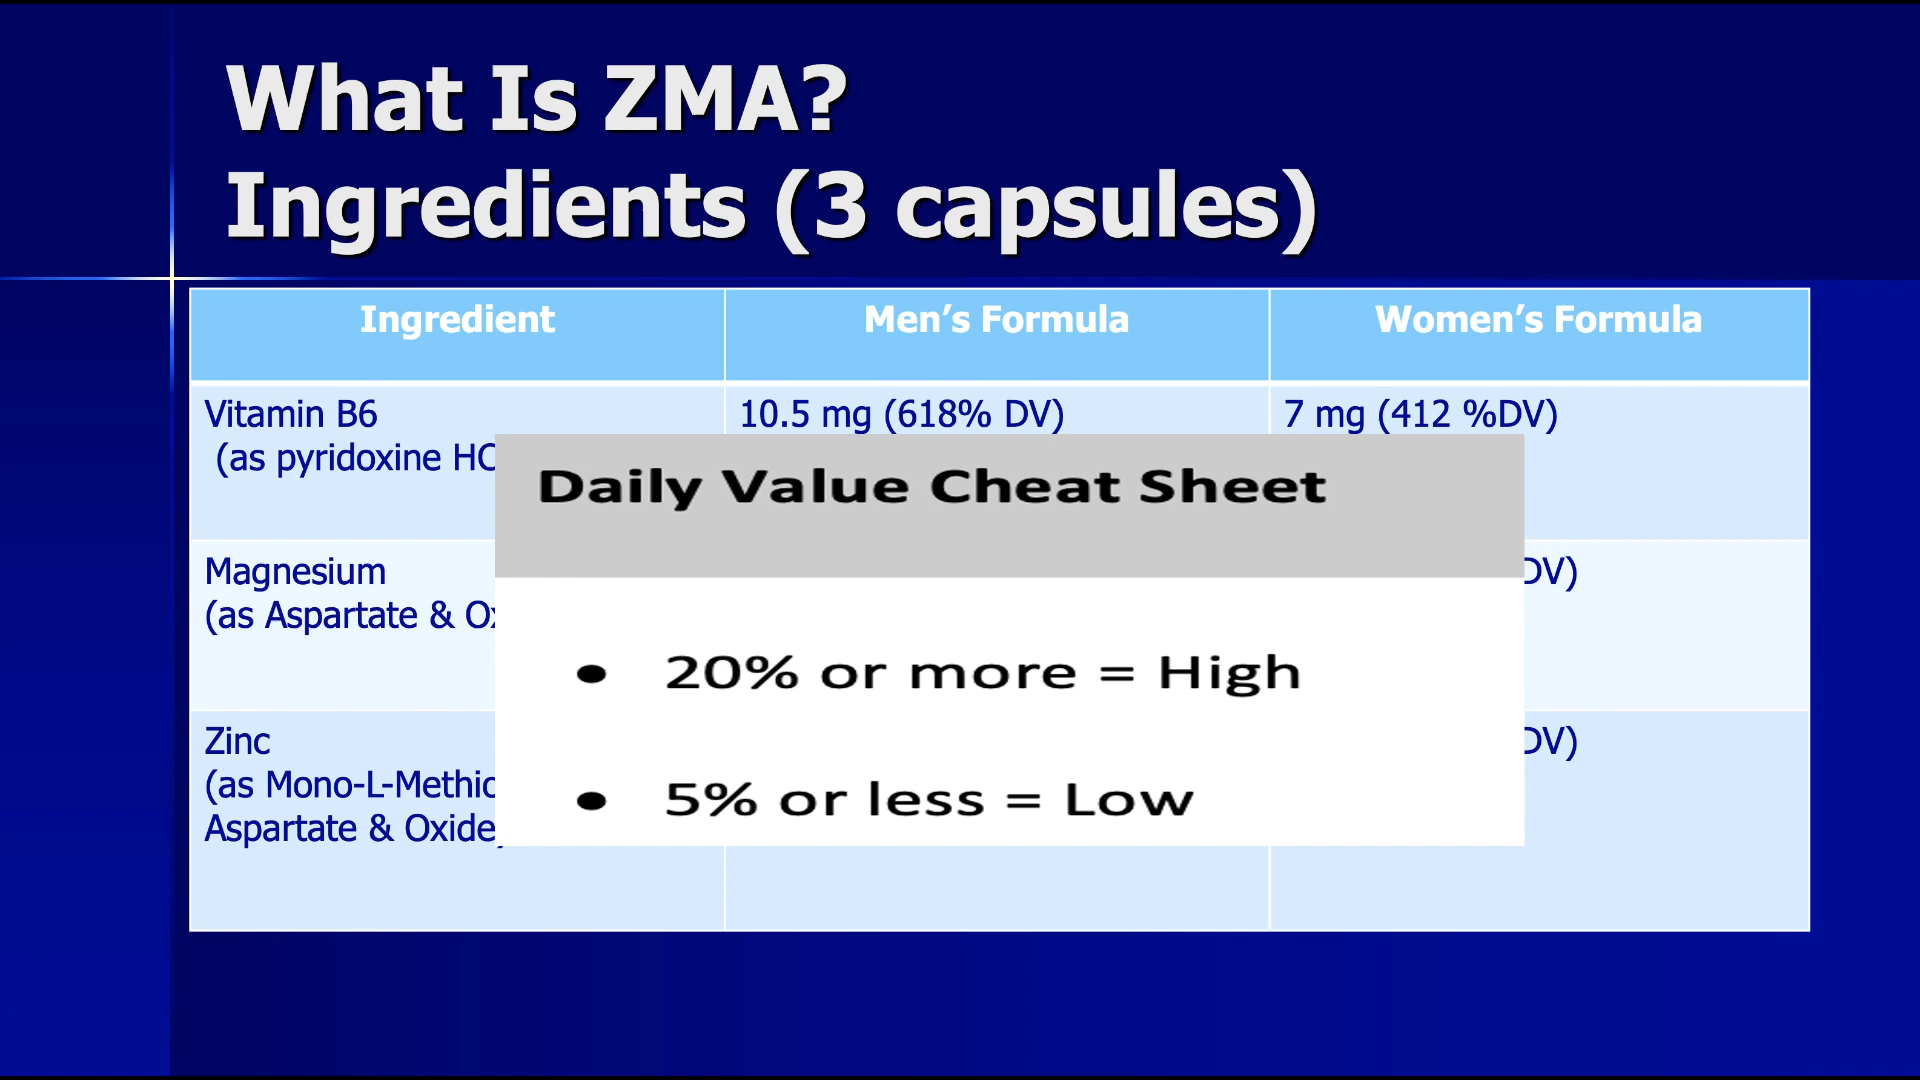 What Is ZMA?
Ingredients (3 capsules)
Ingredient Men’s Formula Women’s Formula
Vitamin B6 10.5 mg (618% DV) 7 mg (412 %DV)
(as pyridoxine
Daily Value Cheat Sheet
Magnesium DV)
(as Aspartate &
• 20% or more = High
Zinc DV)
(as
Aspartate & Oxide
• 5% or less = Low